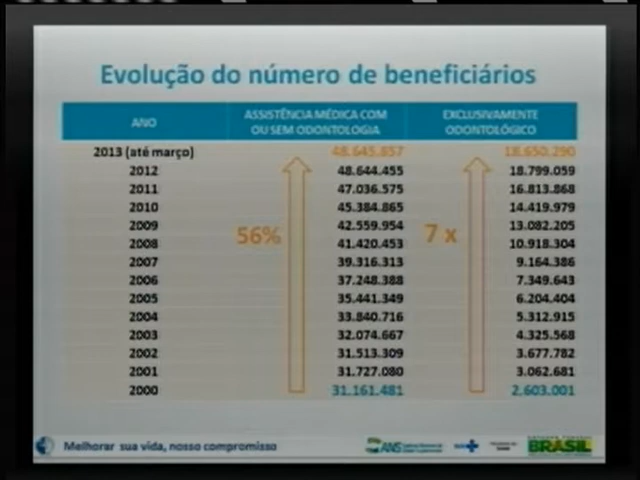 Evolução do número de beneficiários
ANO ASSISTÊNCIA MÉDICA COM OU SEM ODONTOLOGIA EXCLUSIVAMENTE ODONTOLÓGICO
2013 (até março) 48.645.857 18.650.290
2012 48.644.455 18.799.059
2011 47.036.575 16.813.868
2010 45.384.865 14.419.979
2009 42.559.954 13.082.205
56% 7 x
2008 41.420.453 10.918.304
2007 39.316.313 9.164.386
2006 37.248.388 7.349.643
2005 35.441.349 6.204.404
2004 33.840.716 5.312.915
2003 32.074.667 4.325.568
2002 31.513.309 3.677.782
2001 31.727.080 3.062.681
2000 31.161.481 2.603.001
Melhorar sua vida, nosso compromisso ANS SUS BRASIL